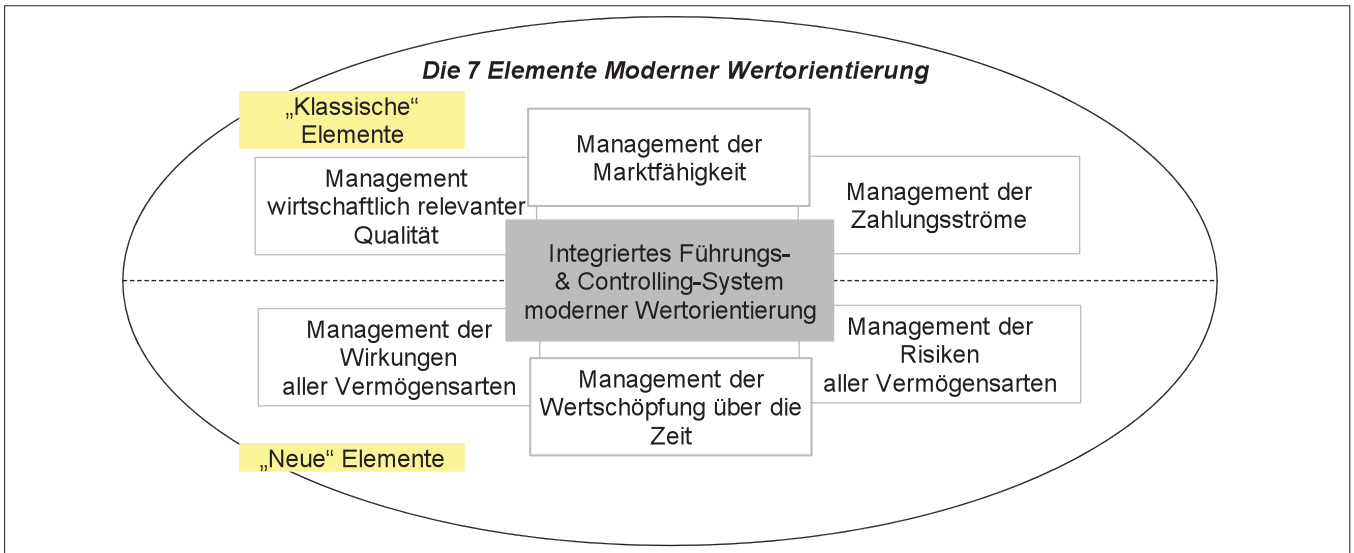 Die 7 Elemente Moderner Wertorientierung
„Klassische“
Elemente
Management
wirtschaftlich relevanter
Qualität
Management der
Marktfähigkeit
Management der
Zahlungsströme
Integriertes Führungs-
& Controlling-System
moderner Wertorientierung
Management der
Wirkungen
aller Vermögensarten
Management der
Wertschöpfung über die
Zeit
Management der
Risiken
aller Vermögensarten
„Neue“ Elemente